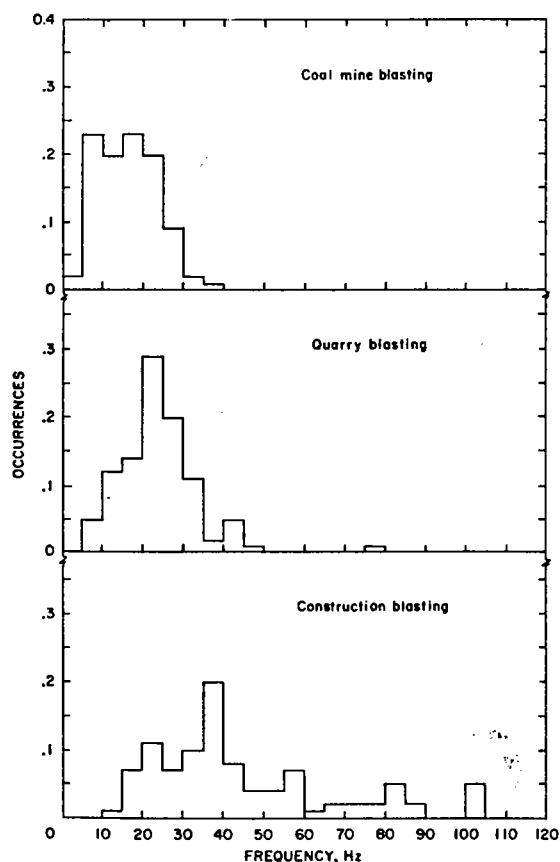 0.4
.3
.2
.1
0
Coal mine blasting
.3
.2
.1
0
Quarry blasting
OCCURRENCES
.3
.2
.1
0
Construction blasting
10 20 30 40 50 60 70 80 90 100 110 120
FREQUENCY, Hz